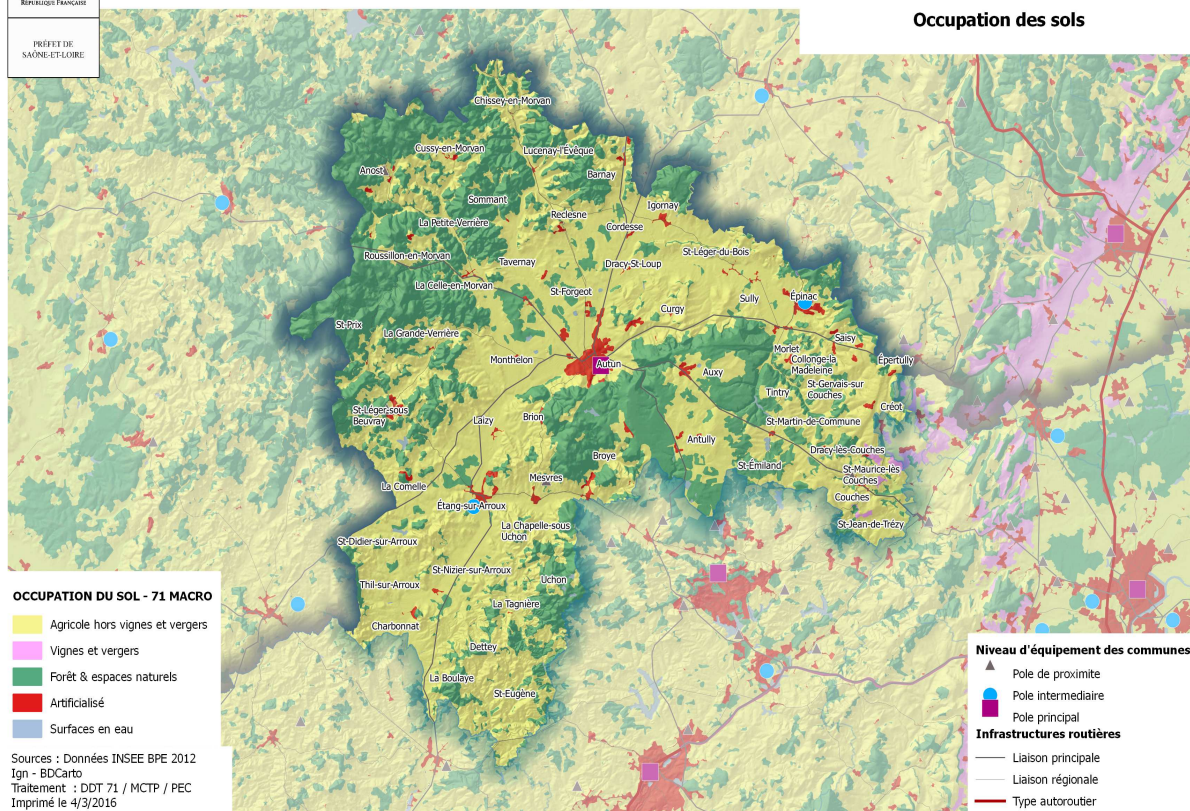 RÉPUBLIQUE FRANÇAISE
PRÉFET DE
SAÔNE-ET-LOIRE
Occupation des sols
Chissey-en-Morvan
Cussy-en-Morvan
Lucenay-l'Évêque
Anost
Barnay
Sommant
Igornay
Reclesne
La Petite-Verrière
Cordesse
Roussillon-en-Morvan
St-Léger-du-Bois
Tavernay
Dracy-St-Loup
La Celle-en-Morvan
St-Forgeot
Sully
Épinac
Curgy
St-Prix
La Grande-Verrière
Saisy
Morlet
Monthelon
Autun
Collonge-la
Madeleine
Épertully
Auxy
St-Gervais-sur
Couches
Tintry
St-Léger-sous
Beuvray
Créot
Laizy
Brion
St-Martin-de-Commune
Antully
Dracy-lès-Couches
Broye
St-Émiland
St-Maurice-lès
Couches
Mesvres
La Comelle
Couches
Étang-sur-Arroux
La Chapelle-sous
Uchon
St-Jean-de-Trézy
St-Didier-sur-Arroux
St-Nizier-sur-Arroux
Thil-sur-Arroux
Uchon
La Tagnière
Charbonnat
Dettey
La Boulaye
St-Eugène
OCCUPATION DU SOL - 71 MACRO
Agricole hors vignes et vergers
Vignes et vergers
Forêt & espaces naturels
Artificialisé
Surfaces en eau
Sources : Données INSEE BPE 2012
Ign - BDCarto
Traitement : DDT 71 / MCTP / PEC
Imprimé le 4/3/2016
Niveau d'équipement des communes
Pole de proximite
Pole intermediaire
Pole principal
Infrastructures routières
Liaison principale
Liaison régionale
Type autoroutier